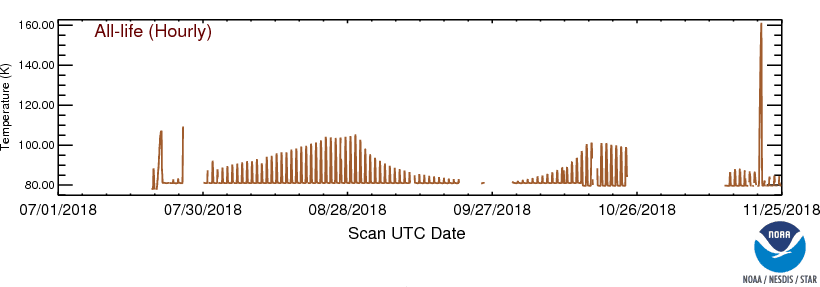 All-life (Hourly)
Temperature (K)
160.00
140.00
120.00
100.00
80.00
07/01/2018 07/30/2018 08/28/2018 09/27/2018 10/26/2018 11/25/2018
Scan UTC Date
NOAA
NOAA / NESDIS / STAR